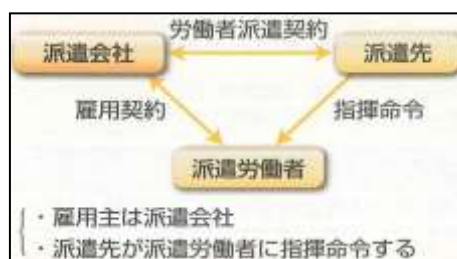 労働者派遣契約
派遣会社
派遣先
雇用契約
指揮命令
派遣労働者
・雇用主は派遣会社
・派遣先が派遣労働者に指揮命令する